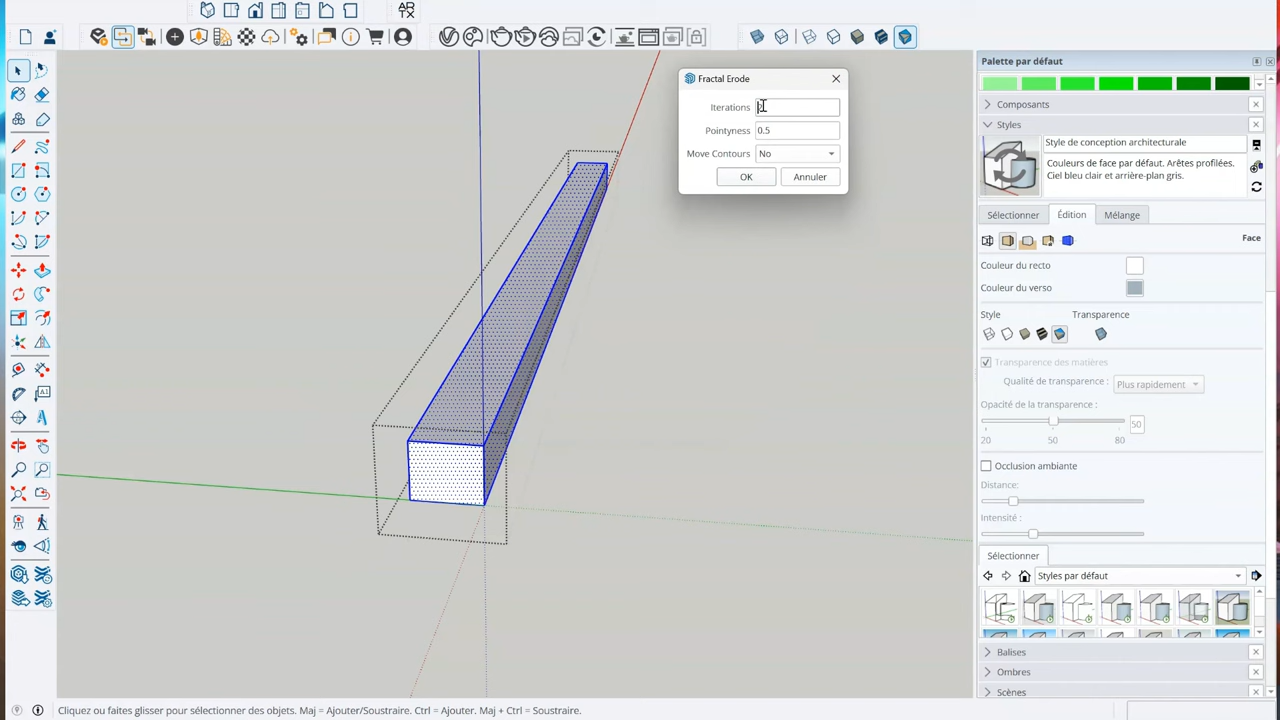 AR
Fractal Erode
Iterations
Pointyness 0.5
Move Contours No
OK Annuler
Palette par défaut
Composants
Styles
Style de conception architecturale
Couleurs de face par défaut. Arêtes profilées.
Ciel bleu clair et arrière-plan gris.
Sélectionner Édition Mélange
Face
Couleur du recto
Couleur du verso
Style Transparence
Transparence des matières
Qualité de transparence : Plus rapidement
Opacité de la transparence :
50
20 50 80
Occlusion ambiante
Distance:
Intensité :
Sélectionner
Styles par défaut
Balises
Ombres
Scènes
Cliquez ou faites glisser pour sélectionner des objets. Maj = Ajouter/Soustraire. Ctrl = Ajouter. Maj + Ctrl = Soustraire.